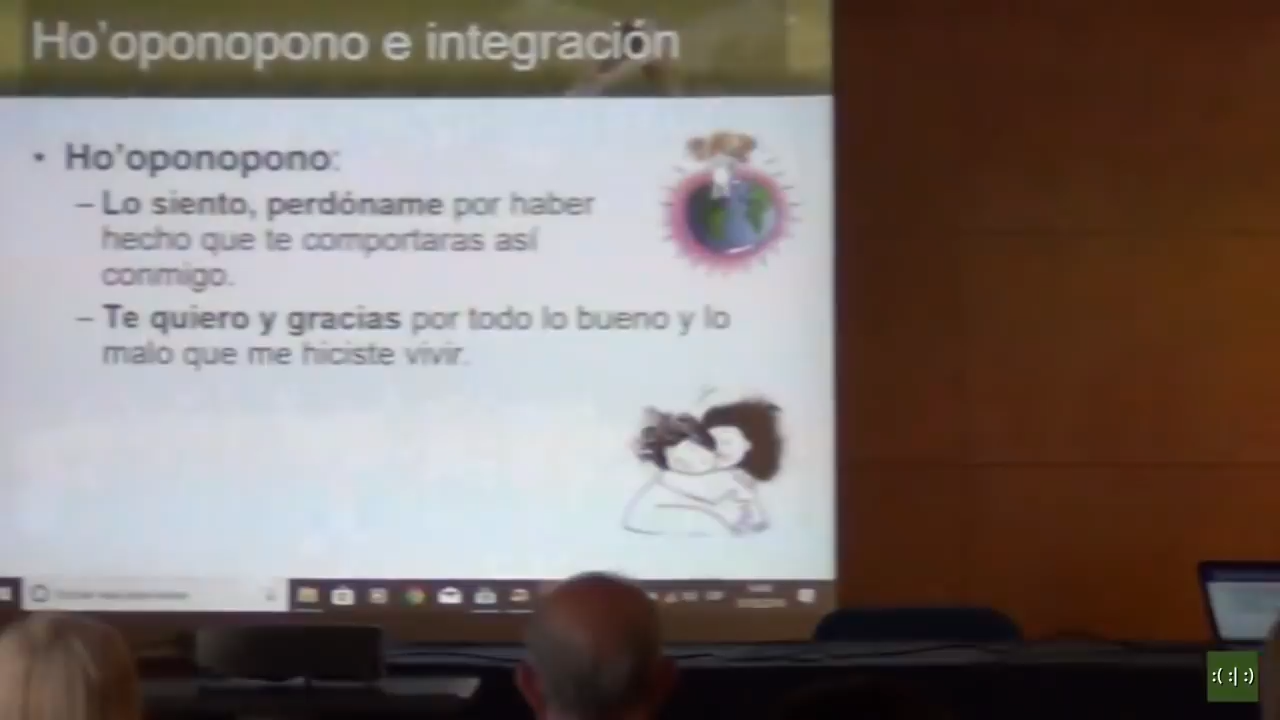 Ho'oponopono e integración
• Ho'oponopono:
– Lo siento, perdóname por haber
hecho que te comportaras así
conmigo.
– Te quiero y gracias por todo lo bueno y lo
malo que me hiciste vivir.
:( :| :)